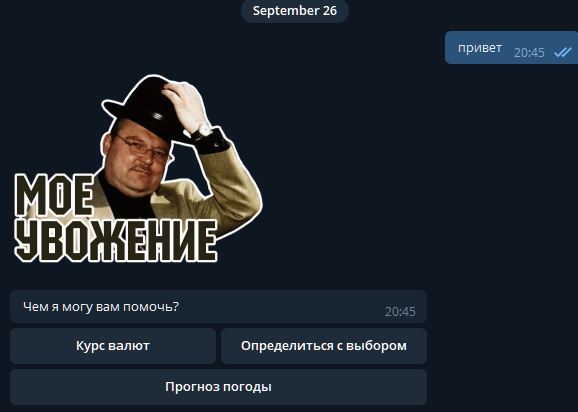 September 26
привет 20:45
МОЕ
УВОЖЕНИЕ
Чем я могу вам помочь? 20:45
Курс валют Определиться с выбором
Прогноз погоды